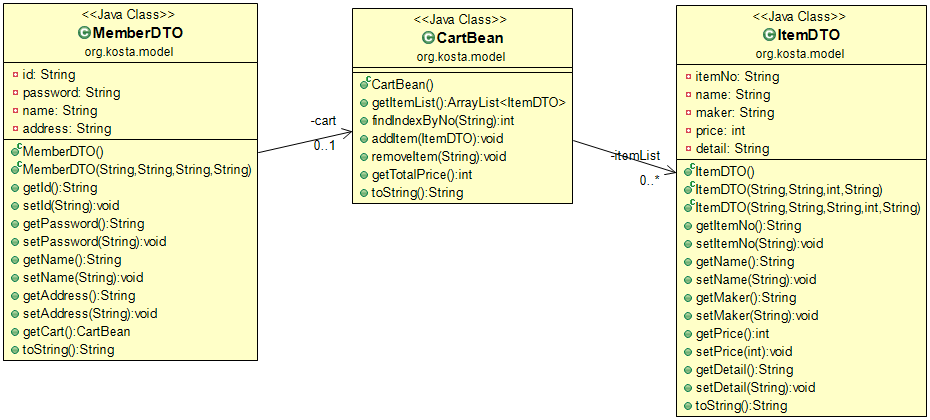 <<Java Class>>
MemberDTO
org.kosta.model
id: String
password: String
name: String
address: String
MemberDTO()
MemberDTO(String,String,String,String)
getId():String
setId(String):void
getPassword():String
setPassword(String):void
getName():String
setName(String):void
getAddress():String
setAddress(String):void
getCart():CartBean
toString():String
-cart
0..1
<<Java Class>>
CartBean
org.kosta.model
CartBean()
getItemList():ArrayList<ItemDTO>
findIndexByNo(String):int
addItem(ItemDTO):void
removeItem(String):void
getTotalPrice():int
toString():String
-itemList
0..*
<<Java Class>>
ItemDTO
org.kosta.model
itemNo: String
name: String
maker: String
price: int
detail: String
ItemDTO()
ItemDTO(String,String,int,String)
ItemDTO(String,String,String,int,String)
getItemNo():String
setItemNo(String):void
getName():String
setName(String):void
getMaker():String
setMaker(String):void
getPrice():int
setPrice(int):void
getDetail():String
setDetail(String):void
toString():String